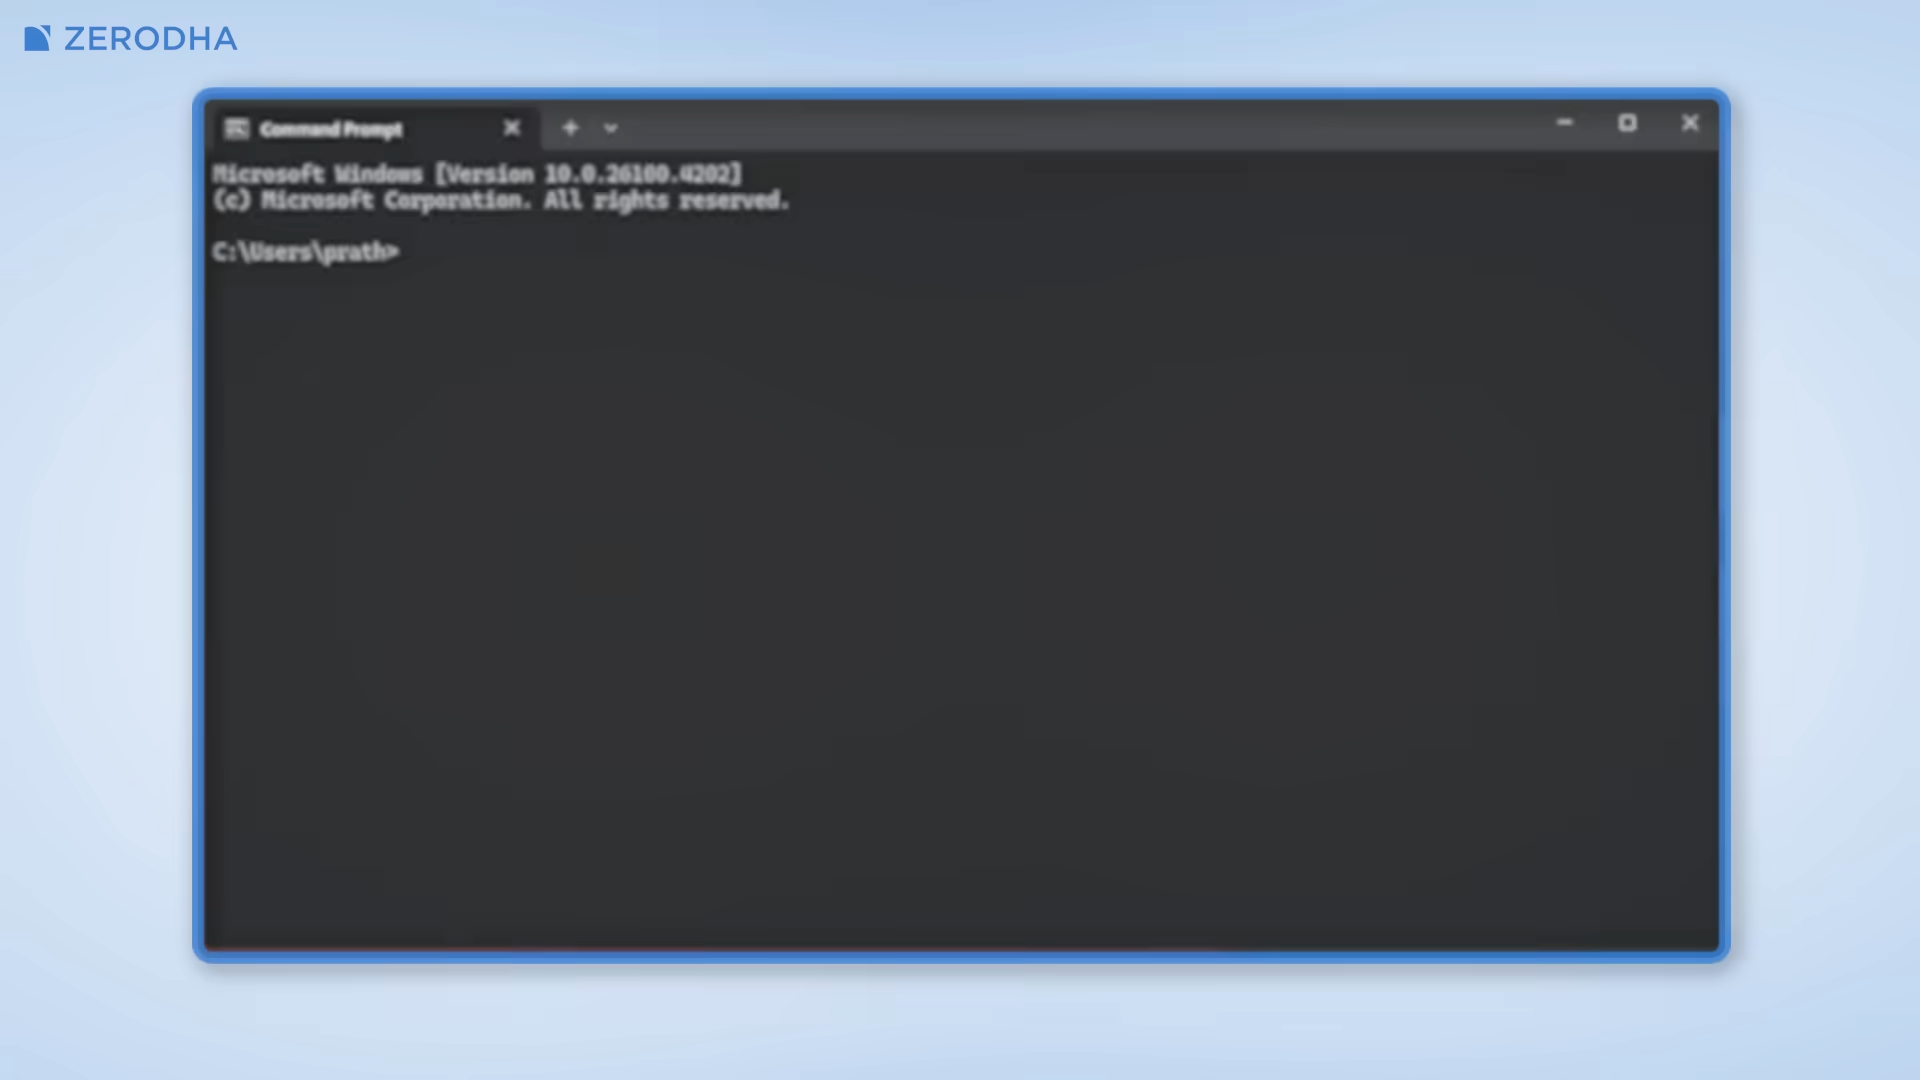 ZERODHA
Command Prompt
Microsoft Windows [Version 10.0.26100.4202]
(c) Microsoft Corporation. All rights reserved.
C:\Users\prath>